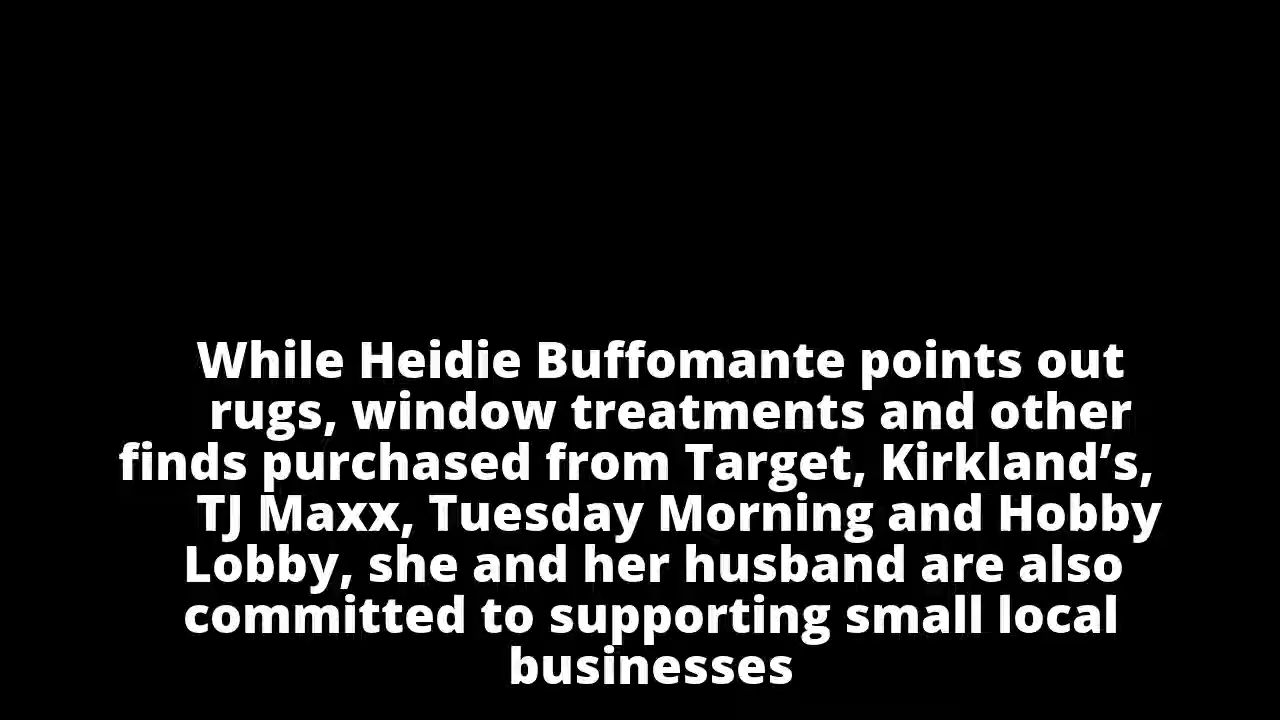 While Heidie Buffomante points out
rugs, window treatments and other
finds purchased from Target, Kirkland’s,
TJ Maxx, Tuesday Morning and Hobby
Lobby, she and her husband are also
committed to supporting small local
businesses